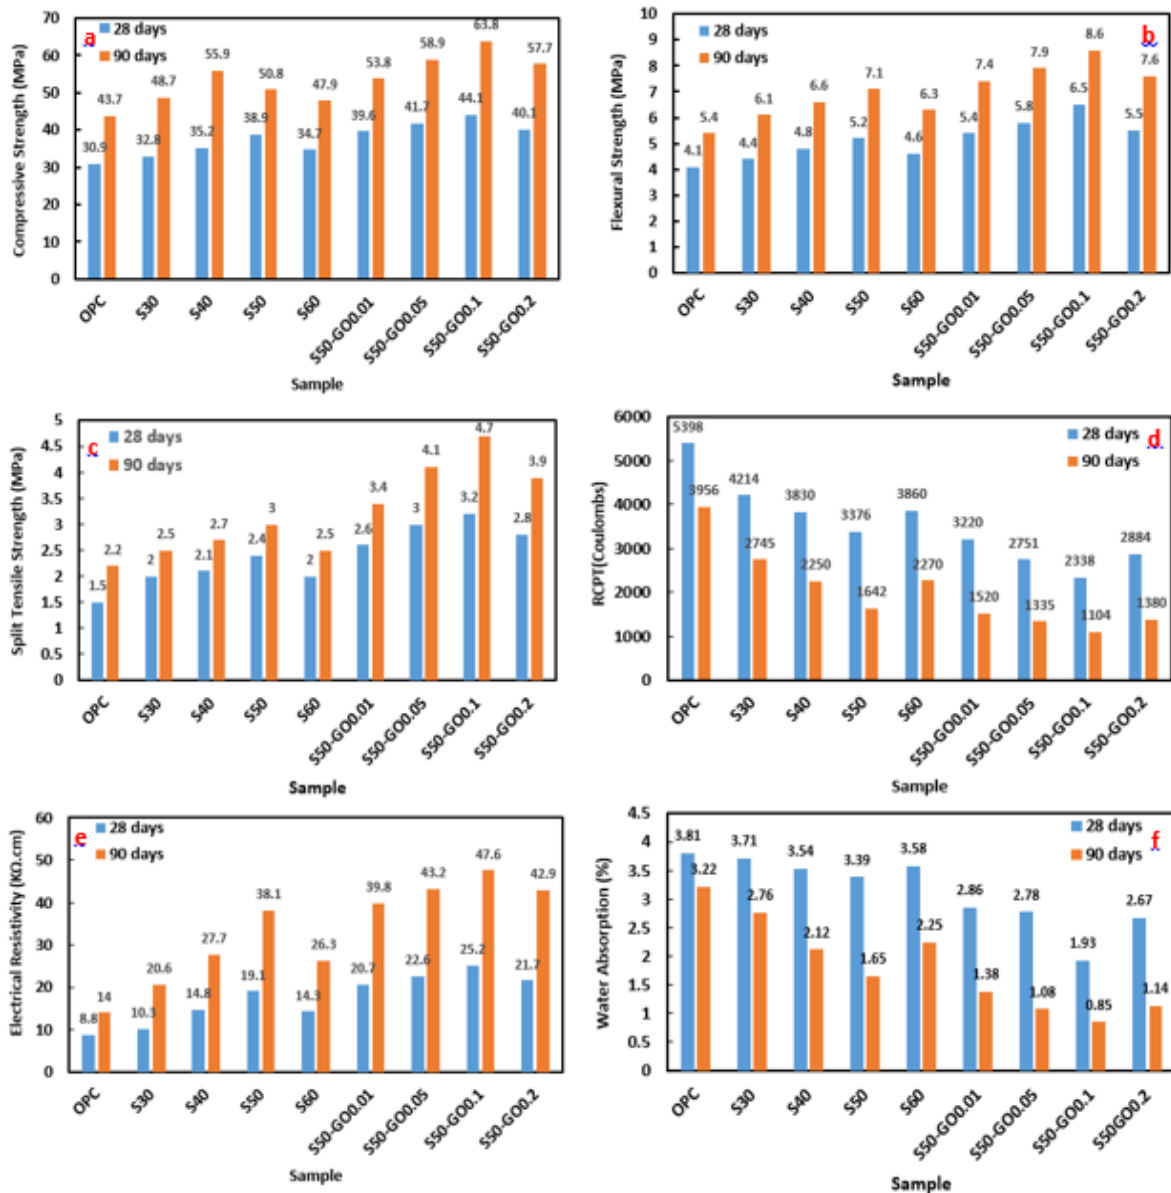 a
28 days
90 days
Compressive Strength (MPa)
70
60
50
40
30
20
10
0
30.9
43.7
32.8
48.7
35.2
55.9
38.9
50.8
34.7
47.9
39.6
53.8
41.7
58.9
44.1
63.8
40.1
57.7
OPC
S30
S40
S50
S60
S50-GO0.01
S50-GO0.05
S50-GO0.1
S50-GO0.2
Sample
b
28 days
90 days
Flexural Strength (MPa)
10
9
8
7
6
5
4
3
2
1
0
4.1
5.4
4.4
6.1
4.8
6.6
5.2
7.1
4.6
6.3
5.4
7.4
5.8
7.9
6.5
8.6
5.5
7.6
OPC
S30
S40
S50
S60
S50-GO0.01
S50-GO0.05
S50-GO0.1
S50-GO0.2
Sample
c
28 days
90 days
Split Tensile Strength (MPa)
5
4.5
4
3.5
3
2.5
2
1.5
1
0.5
0
1.5
2.2
2
2.5
2.1
2.7
2.4
3
2
2.5
2.6
3.4
3
4.1
3.2
4.7
2.8
3.9
OPC
S30
S40
S50
S60
S50-GO0.01
S50-GO0.05
S50-GO0.1
S50-GO0.2
Sample
d
28 days
90 days
RCPT(Coulombs)
6000
5000
4000
3000
2000
1000
0
5398
3956
4214
2745
3830
2250
3376
1642
3860
2270
3220
1520
2751
1335
2338
1104
2884
1380
OPC
S30
S40
S50
S60
S50-GO0.01
S50-GO0.05
S50-GO0.1
S50-GO0.2
Sample
e
28 days
90 days
Electrical Resistivity (KΩ.cm)
60
50
40
30
20
10
0
8.8
14
10.3
20.6
14.8
27.7
19.1
38.1
14.3
26.3
20.7
39.8
22.6
43.2
25.2
47.6
21.7
42.9
OPC
S30
S40
S50
S60
S50-GO0.01
S50-GO0.05
S50-GO0.1
S50-GO0.2
Sample
f
28 days
90 days
Water Absorption (%)
4.5
4
3.5
3
2.5
2
1.5
1
0.5
0
3.81
3.22
3.71
2.76
3.54
2.12
3.39
1.65
3.58
2.25
2.86
1.38
2.78
1.08
1.93
0.85
2.67
1.14
OPC
S30
S40
S50
S60
S50-GO0.01
S50-GO0.05
S50-GO0.1
S50GO0.2
Sample